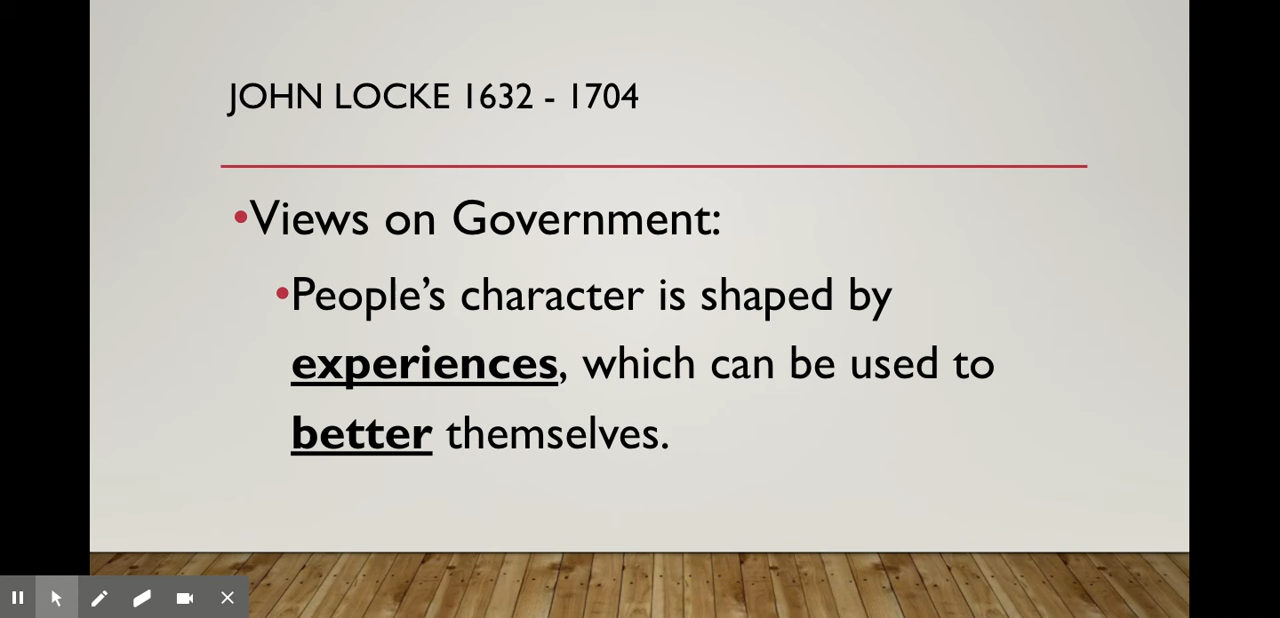 JOHN LOCKE 1632 - 1704
•Views on Government:
•People’s character is shaped by
experiences, which can be used to
better themselves.